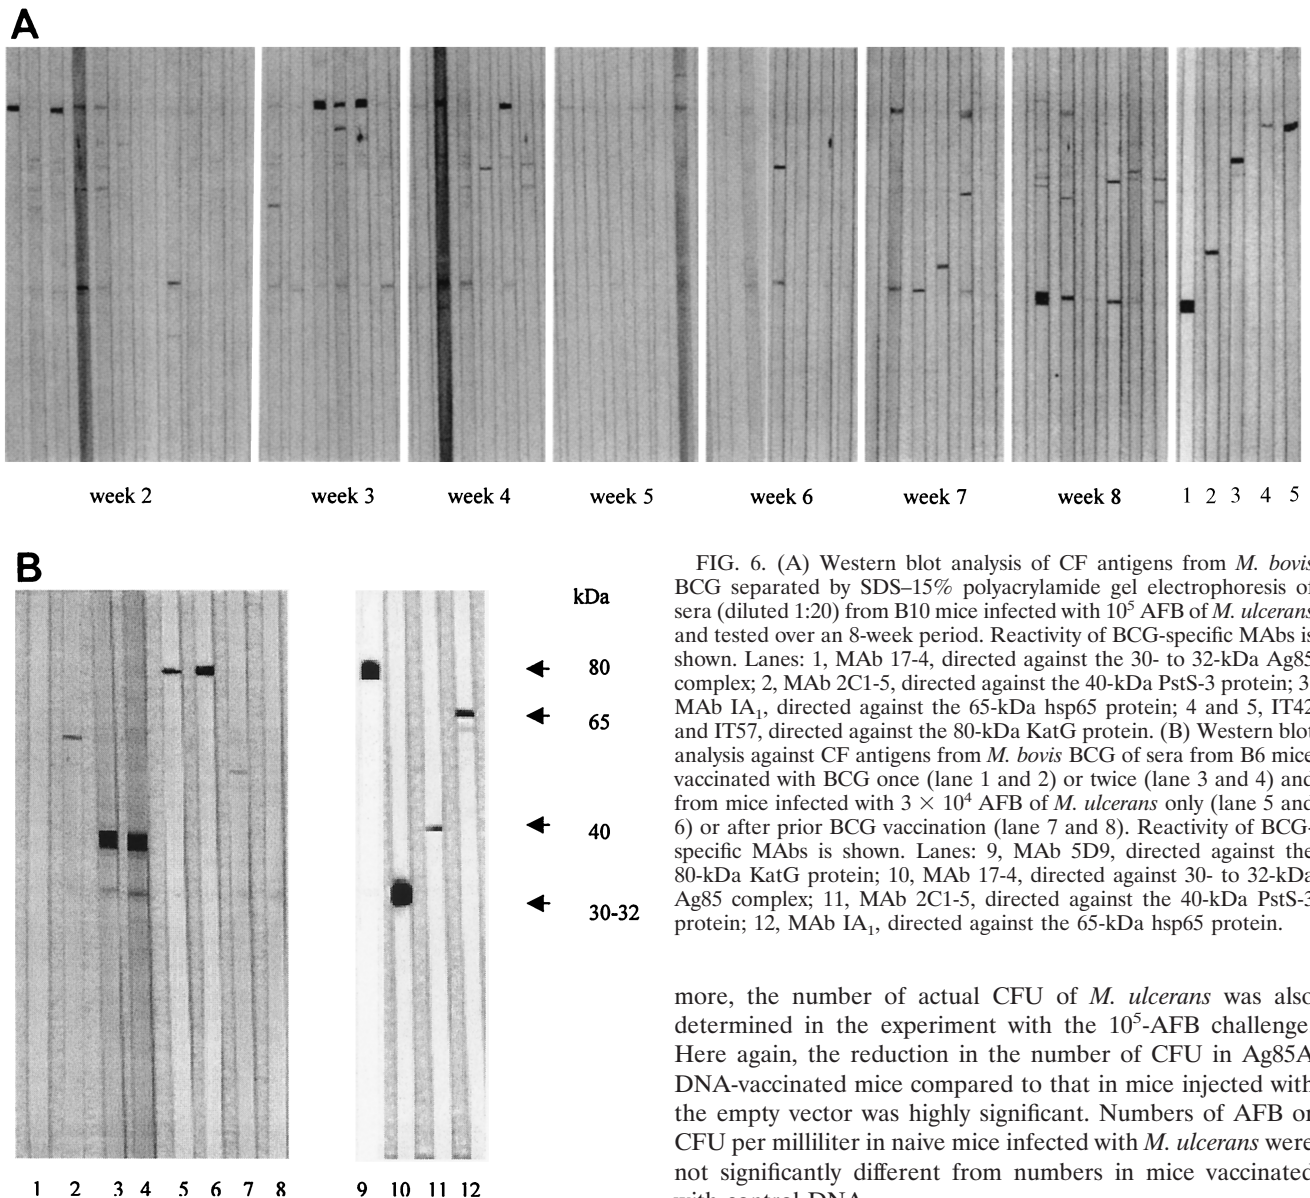 A
week 2 week 3 week 4 week 5 week 6 week 7 week 8 1 2 3 4 5
B
kDa
80
65
40
30-32
1 2 3 4 5 6 7 8 9 10 11 12
FIG. 6. (A) Western blot analysis of CF antigens from M. bovis
BCG separated by SDS–15% polyacrylamide gel electrophoresis of
sera (diluted 1:20) from B10 mice infected with 10⁵ AFB of M. ulcerans
and tested over an 8-week period. Reactivity of BCG-specific MAbs is
shown. Lanes: 1, MAb 17-4, directed against the 30- to 32-kDa Ag85
complex; 2, MAb 2C1-5, directed against the 40-kDa PstS-3 protein; 3,
MAb IA₁, directed against the 65-kDa hsp65 protein; 4 and 5, IT42
and IT57, directed against the 80-kDa KatG protein. (B) Western blot
analysis against CF antigens from M. bovis BCG of sera from B6 mice
vaccinated with BCG once (lane 1 and 2) or twice (lane 3 and 4) and
from mice infected with 3 × 10⁴ AFB of M. ulcerans only (lane 5 and
6) or after prior BCG vaccination (lane 7 and 8). Reactivity of BCG-
specific MAbs is shown. Lanes: 9, MAb 5D9, directed against the
80-kDa KatG protein; 10, MAb 17-4, directed against 30- to 32-kDa
Ag85 complex; 11, MAb 2C1-5, directed against the 40-kDa PstS-3
protein; 12, MAb IA₁, directed against the 65-kDa hsp65 protein.
more, the number of actual CFU of M. ulcerans was also
determined in the experiment with the 10⁵-AFB challenge.
Here again, the reduction in the number of CFU in Ag85A
DNA-vaccinated mice compared to that in mice injected with
the empty vector was highly significant. Numbers of AFB or
CFU per milliliter in naive mice infected with M. ulcerans were
not significantly different from numbers in mice vaccinated
with control DNA